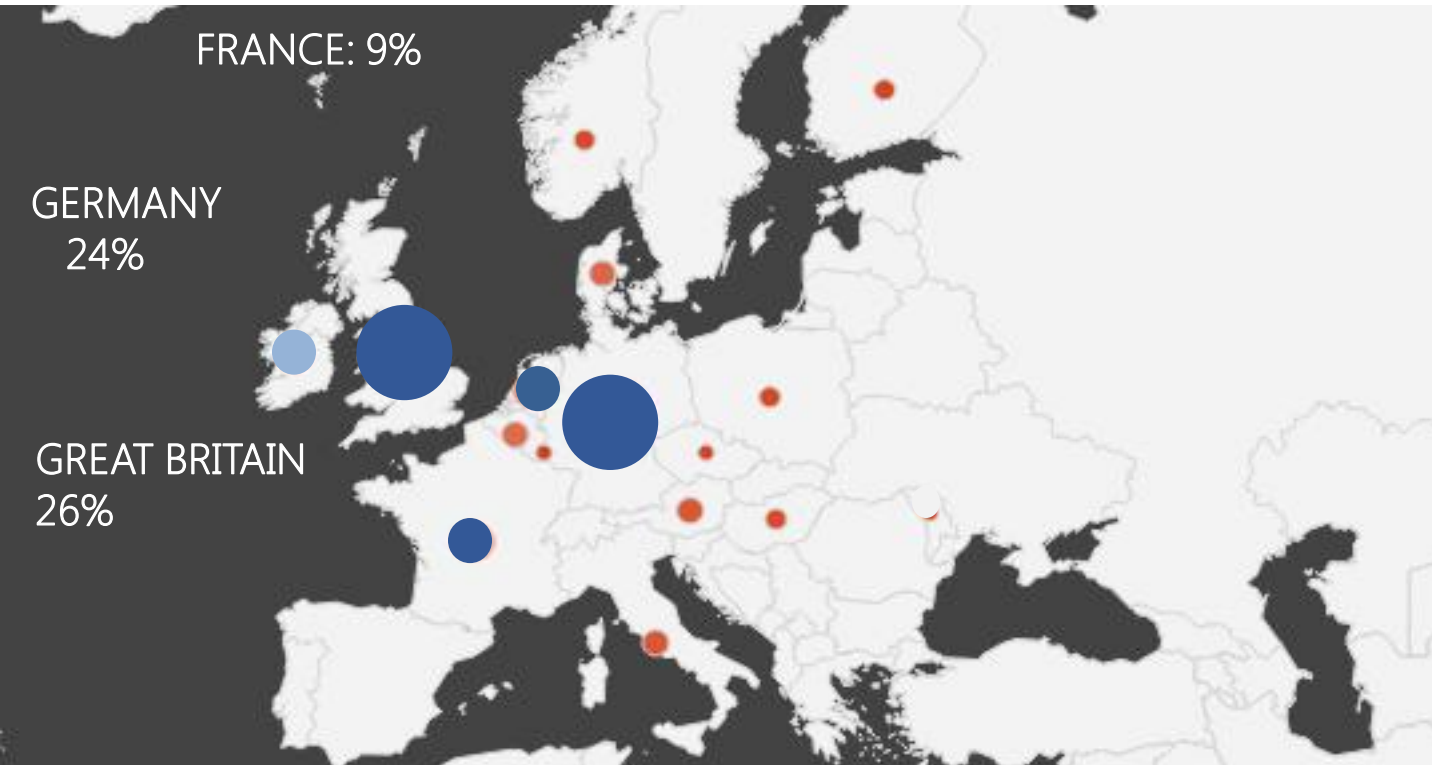 FRANCE: 9%
GERMANY
24%
GREAT BRITAIN
26%